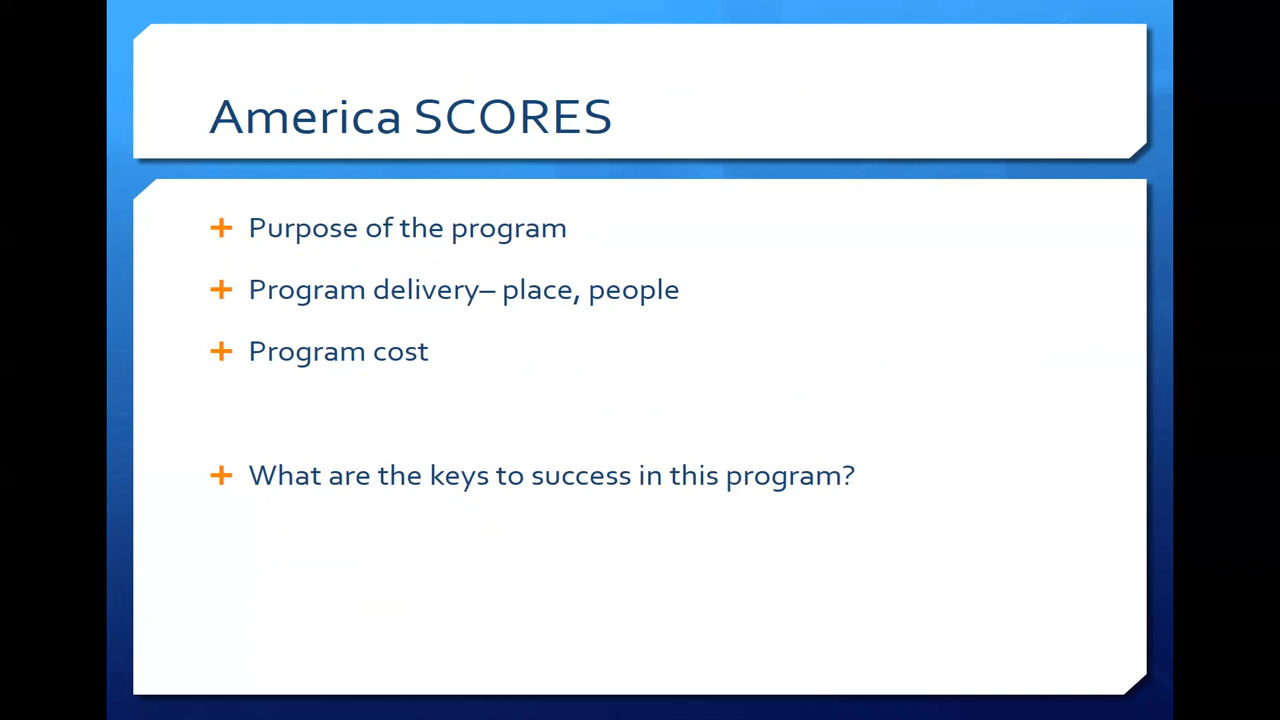 America SCORES
Purpose of the program
Program delivery– place, people
Program cost
What are the keys to success in this program?